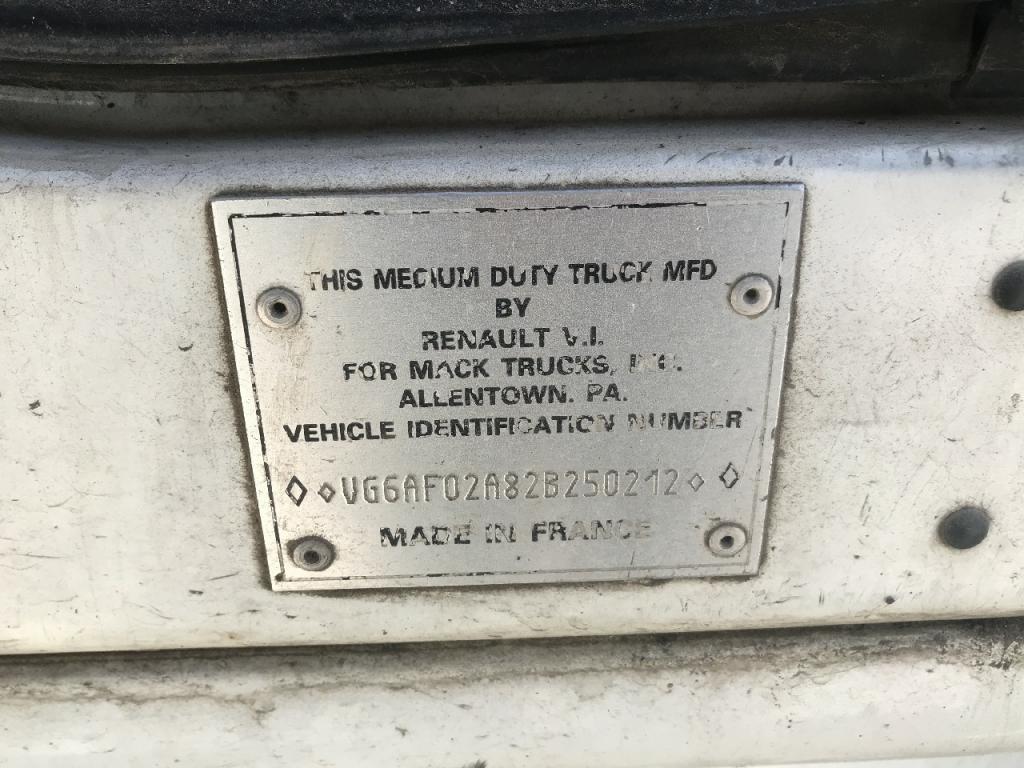 THIS MEDIUM DUTY TRUCK MFD
BY
RENAULT V.I.
FOR MACK TRUCKS, INC.
ALLENTOWN. PA.
VEHICLE IDENTIFICATION NUMBER
VG6AF02A82B250212
MADE IN FRANCE